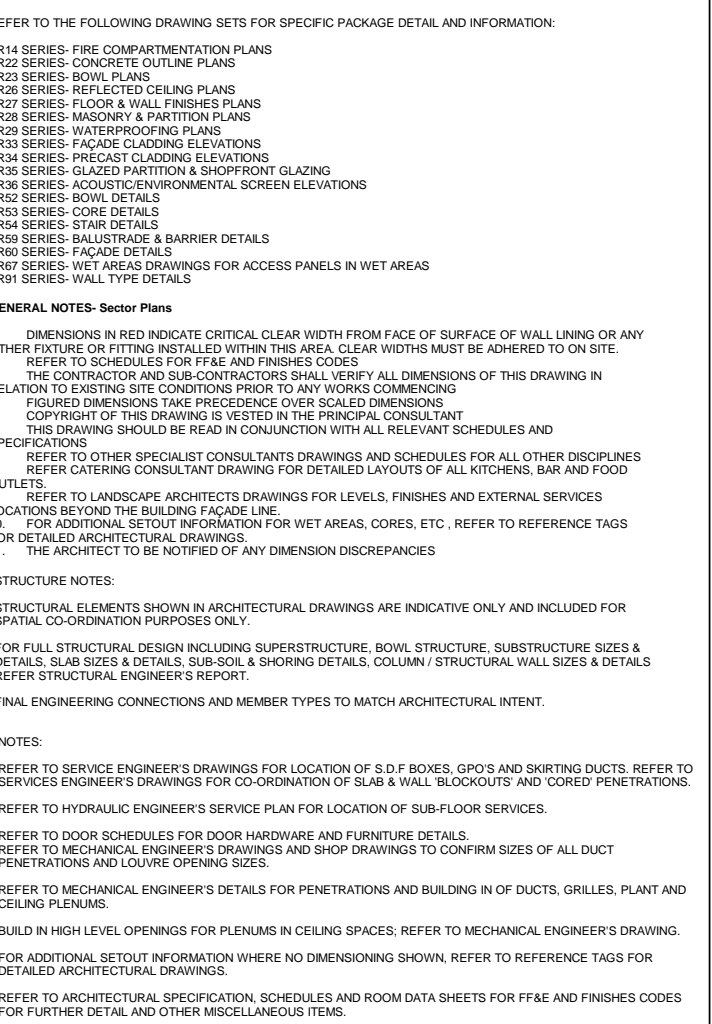 EFER TO THE FOLLOWING DRAWING SETS FOR SPECIFIC PACKAGE DETAIL AND INFORMATION:
R14 SERIES- FIRE COMPARTMENTATION PLANS
R22 SERIES- CONCRETE OUTLINE PLANS
R23 SERIES- BOWL PLANS
R26 SERIES- REFLECTED CEILING PLANS
R27 SERIES- FLOOR & WALL FINISHES PLANS
R28 SERIES- MASONRY & PARTITION PLANS
R29 SERIES- WATERPROOFING PLANS
R33 SERIES- FAÇADE CLADDING ELEVATIONS
R34 SERIES- PRECAST CLADDING ELEVATIONS
R35 SERIES- GLAZED PARTITION & SHOPFRONT GLAZING
R36 SERIES- ACOUSTIC/ENVIRONMENTAL SCREEN ELEVATIONS
R52 SERIES- BOWL DETAILS
R53 SERIES- CORE DETAILS
R54 SERIES- STAIR DETAILS
R59 SERIES- BALUSTRADE & BARRIER DETAILS
R60 SERIES- FAÇADE DETAILS
R67 SERIES- WET AREAS DRAWINGS FOR ACCESS PANELS IN WET AREAS
R91 SERIES- WALL TYPE DETAILS
ENERAL NOTES- Sector Plans
DIMENSIONS IN RED INDICATE CRITICAL CLEAR WIDTH FROM FACE OF SURFACE OF WALL LINING OR ANY
THER FIXTURE OR FITTING INSTALLED WITHIN THIS AREA. CLEAR WIDTHS MUST BE ADHERED TO ON SITE.
REFER TO SCHEDULES FOR FF&E AND FINISHES CODES
THE CONTRACTOR AND SUB-CONTRACTORS SHALL VERIFY ALL DIMENSIONS OF THIS DRAWING IN
ELATION TO EXISTING SITE CONDITIONS PRIOR TO ANY WORKS COMMENCING
FIGURED DIMENSIONS TAKE PRECEDENCE OVER SCALED DIMENSIONS
COPYRIGHT OF THIS DRAWING IS VESTED IN THE PRINCIPAL CONSULTANT
THIS DRAWING SHOULD BE READ IN CONJUNCTION WITH ALL RELEVANT SCHEDULES AND
PECIFICATIONS
REFER TO OTHER SPECIALIST CONSULTANTS DRAWINGS AND SCHEDULES FOR ALL OTHER DISCIPLINES
REFER CATERING CONSULTANT DRAWING FOR DETAILED LAYOUTS OF ALL KITCHENS, BAR AND FOOD
UTLETS.
REFER TO LANDSCAPE ARCHITECTS DRAWINGS FOR LEVELS, FINISHES AND EXTERNAL SERVICES
OCATIONS BEYOND THE BUILDING FAÇADE LINE.
0. FOR ADDITIONAL SETOUT INFORMATION FOR WET AREAS, CORES, ETC , REFER TO REFERENCE TAGS
OR DETAILED ARCHITECTURAL DRAWINGS.
. THE ARCHITECT TO BE NOTIFIED OF ANY DIMENSION DISCREPANCIES
STRUCTURE NOTES:
STRUCTURAL ELEMENTS SHOWN IN ARCHITECTURAL DRAWINGS ARE INDICATIVE ONLY AND INCLUDED FOR
SPATIAL CO-ORDINATION PURPOSES ONLY.
FOR FULL STRUCTURAL DESIGN INCLUDING SUPERSTRUCTURE, BOWL STRUCTURE, SUBSTRUCTURE SIZES &
DETAILS, SLAB SIZES & DETAILS, SUB-SOIL & SHORING DETAILS, COLUMN / STRUCTURAL WALL SIZES & DETAILS
REFER STRUCTURAL ENGINEER'S REPORT.
FINAL ENGINEERING CONNECTIONS AND MEMBER TYPES TO MATCH ARCHITECTURAL INTENT.
NOTES:
REFER TO SERVICE ENGINEER'S DRAWINGS FOR LOCATION OF S.D.F BOXES, GPO'S AND SKIRTING DUCTS. REFER TO
SERVICES ENGINEER'S DRAWINGS FOR CO-ORDINATION OF SLAB & WALL 'BLOCKOUTS' AND 'CORED' PENETRATIONS.
REFER TO HYDRAULIC ENGINEER'S SERVICE PLAN FOR LOCATION OF SUB-FLOOR SERVICES.
REFER TO DOOR SCHEDULES FOR DOOR HARDWARE AND FURNITURE DETAILS.
REFER TO MECHANICAL ENGINEER'S DRAWINGS AND SHOP DRAWINGS TO CONFIRM SIZES OF ALL DUCT
PENETRATIONS AND LOUVRE OPENING SIZES.
REFER TO MECHANICAL ENGINEER'S DETAILS FOR PENETRATIONS AND BUILDING IN OF DUCTS, GRILLES, PLANT AND
CEILING PLENUMS.
BUILD IN HIGH LEVEL OPENINGS FOR PLENUMS IN CEILING SPACES; REFER TO MECHANICAL ENGINEER'S DRAWING.
FOR ADDITIONAL SETOUT INFORMATION WHERE NO DIMENSIONING SHOWN, REFER TO REFERENCE TAGS FOR
DETAILED ARCHITECTURAL DRAWINGS.
REFER TO ARCHITECTURAL SPECIFICATION, SCHEDULES AND ROOM DATA SHEETS FOR FF&E AND FINISHES CODES
FOR FURTHER DETAIL AND OTHER MISCELLANEOUS ITEMS.